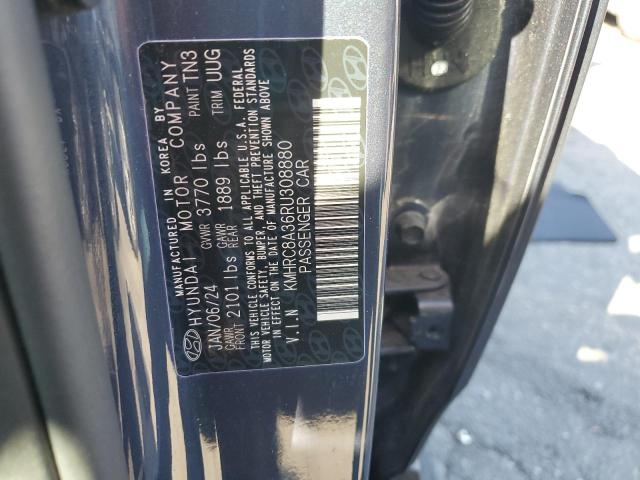 MANUFACTURED IN KOREA BY
HYUNDAI MOTOR COMPANY
JAN/06/24 GVWR 3770 lbs PAINT TN3
GAWR FRONT 2101 lbs GAWR REAR 1889 lbs TRIM UUG
THIS VEHICLE CONFORMS TO ALL APPLICABLE U.S.A. FEDERAL
MOTOR VEHICLE SAFETY, BUMPER, AND THEFT PREVENTION STANDARDS
IN EFFECT ON THE DATE OF MANUFACTURE SHOWN ABOVE
V.I.N KMHRC8A36RU308880
PASSENGER CAR